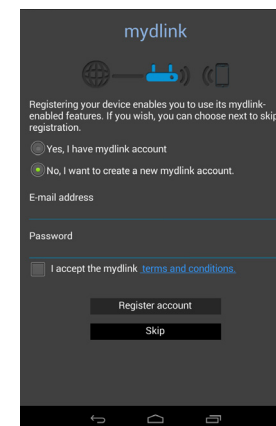 mydlink
Registering your device enables you to use its mydlink-
enabled features. If you wish, you can choose next to skip
registration.
Yes, I have mydlink account
No, I want to create a new mydlink account.
E-mail address
Password
I accept the mydlink terms and conditions.
Register account
Skip